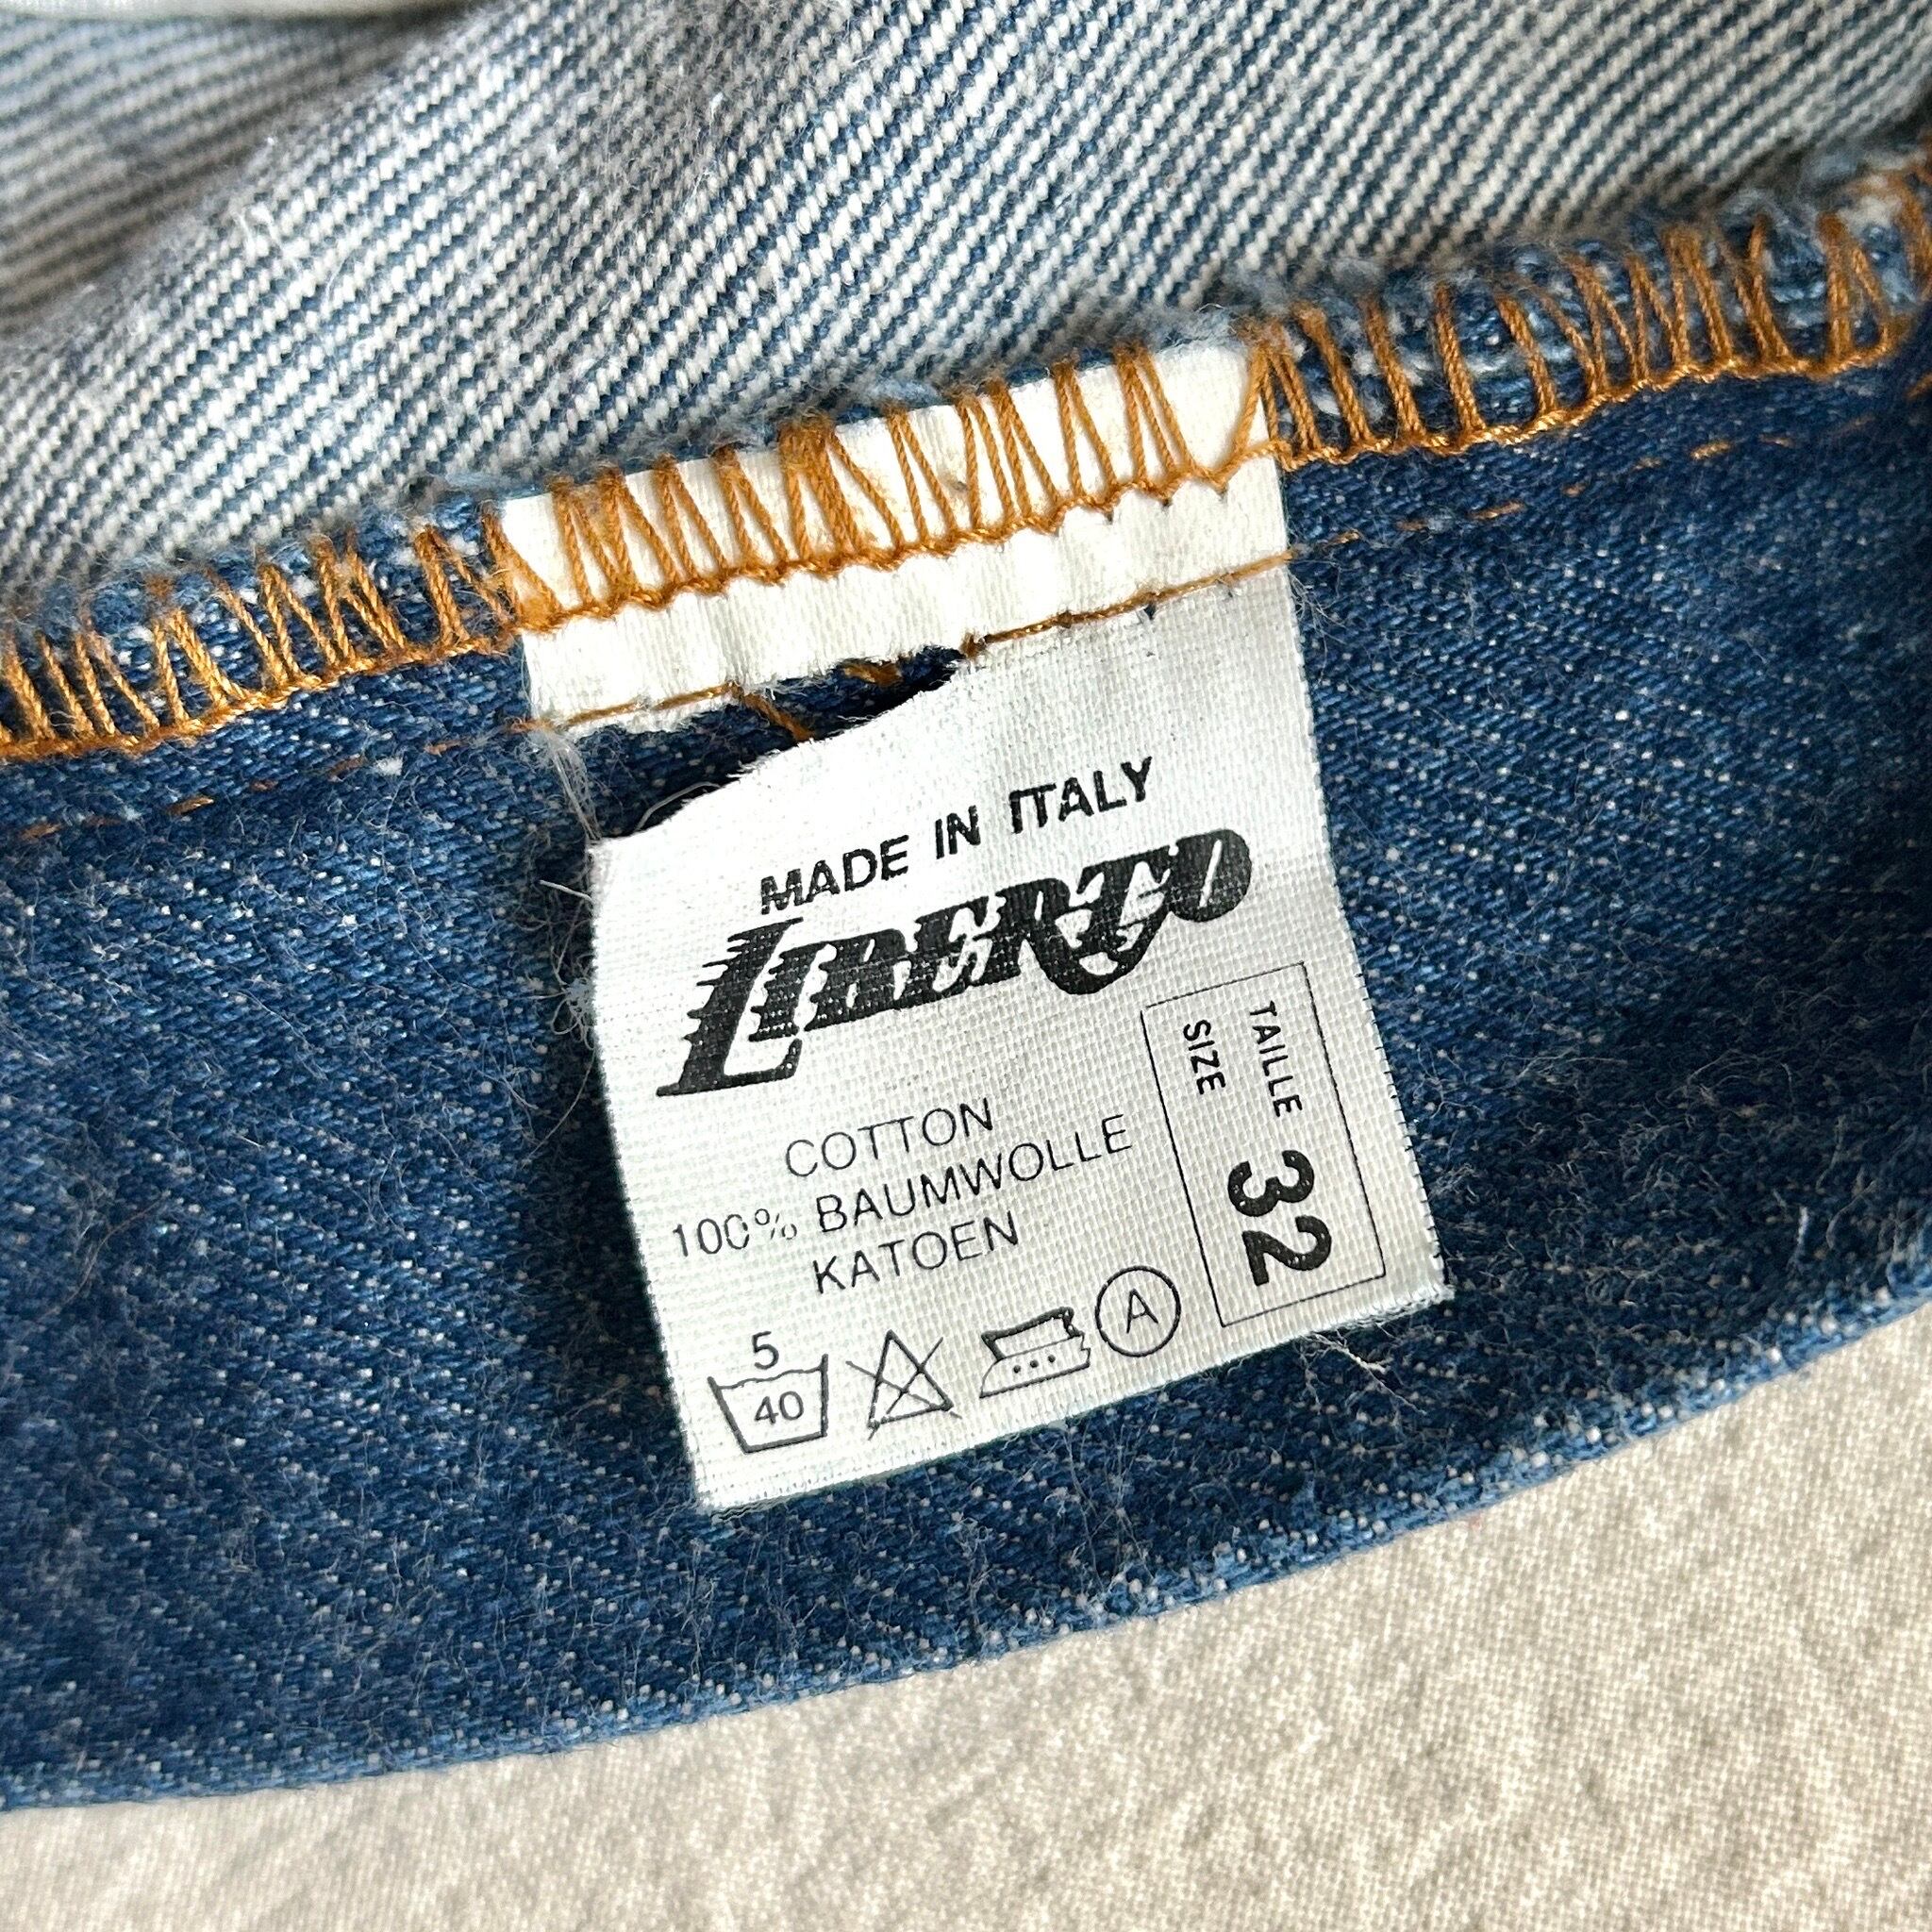 MADE IN ITALY
LIBERTO
COTTON
100% BAUMWOLLE
KATOEN
TAILLE
SIZE
32
5
40
A